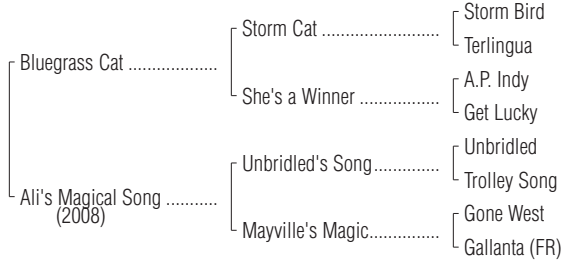 Storm Bird
Storm Cat ........................
Terlingua
Bluegrass Cat ..................
A.P. Indy
She's a Winner ................
Get Lucky
Unbridled
Unbridled's Song.............
Trolley Song
Ali's Magical Song ..........
(2008)
Gone West
Mayville's Magic..............
Gallanta (FR)